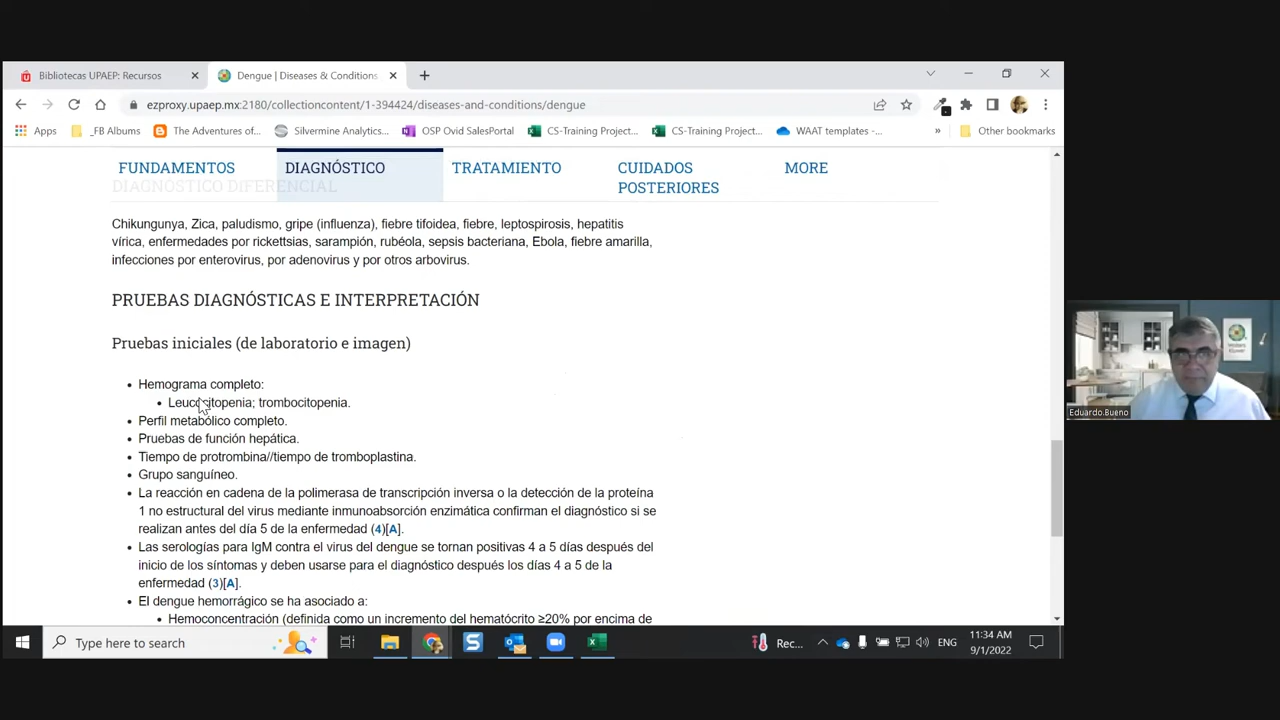 Bibliotecas UPAEP: Recursos
Dengue | Diseases & Conditions
ezproxy.upaep.mx:2180/collectioncontent/1-394424/diseases-and-conditions/dengue
Apps
_FB Albums
The Adventures of...
Silvermine Analytics...
OSP Ovid SalesPortal
CS-Training Project...
CS-Training Project...
WAAT templates -...
»
Other bookmarks
FUNDAMENTOS
DIAGNÓSTICO
TRATAMIENTO
CUIDADOS
POSTERIORES
MORE
DIAGNÓSTICO DIFERENCIAL
Chikungunya, Zica, paludismo, gripe (influenza), fiebre tifoidea, fiebre, leptospirosis, hepatitis
vírica, enfermedades por rickettsias, sarampión, rubéola, sepsis bacteriana, Ebola, fiebre amarilla,
infecciones por enterovirus, por adenovirus y por otros arbovirus.
PRUEBAS DIAGNÓSTICAS E INTERPRETACIÓN
Pruebas iniciales (de laboratorio e imagen)
• Hemograma completo:
• Leucocitopenia; trombocitopenia.
• Perfil metabólico completo.
• Pruebas de función hepática.
• Tiempo de protrombina//tiempo de tromboplastina.
• Grupo sanguíneo.
• La reacción en cadena de la polimerasa de transcripción inversa o la detección de la proteína
1 no estructural del virus mediante inmunoabsorción enzimática confirman el diagnóstico si se
realizan antes del día 5 de la enfermedad (4)[A].
• Las serologías para IgM contra el virus del dengue se tornan positivas 4 a 5 días después del
inicio de los síntomas y deben usarse para el diagnóstico después los días 4 a 5 de la
enfermedad (3)[A].
• El dengue hemorrágico se ha asociado a:
• Hemoconcentración (definida como un incremento del hematócrito ≥20% por encima de
Eduardo.Bueno
Type here to search
Rec...
ENG
11:34 AM
9/1/2022